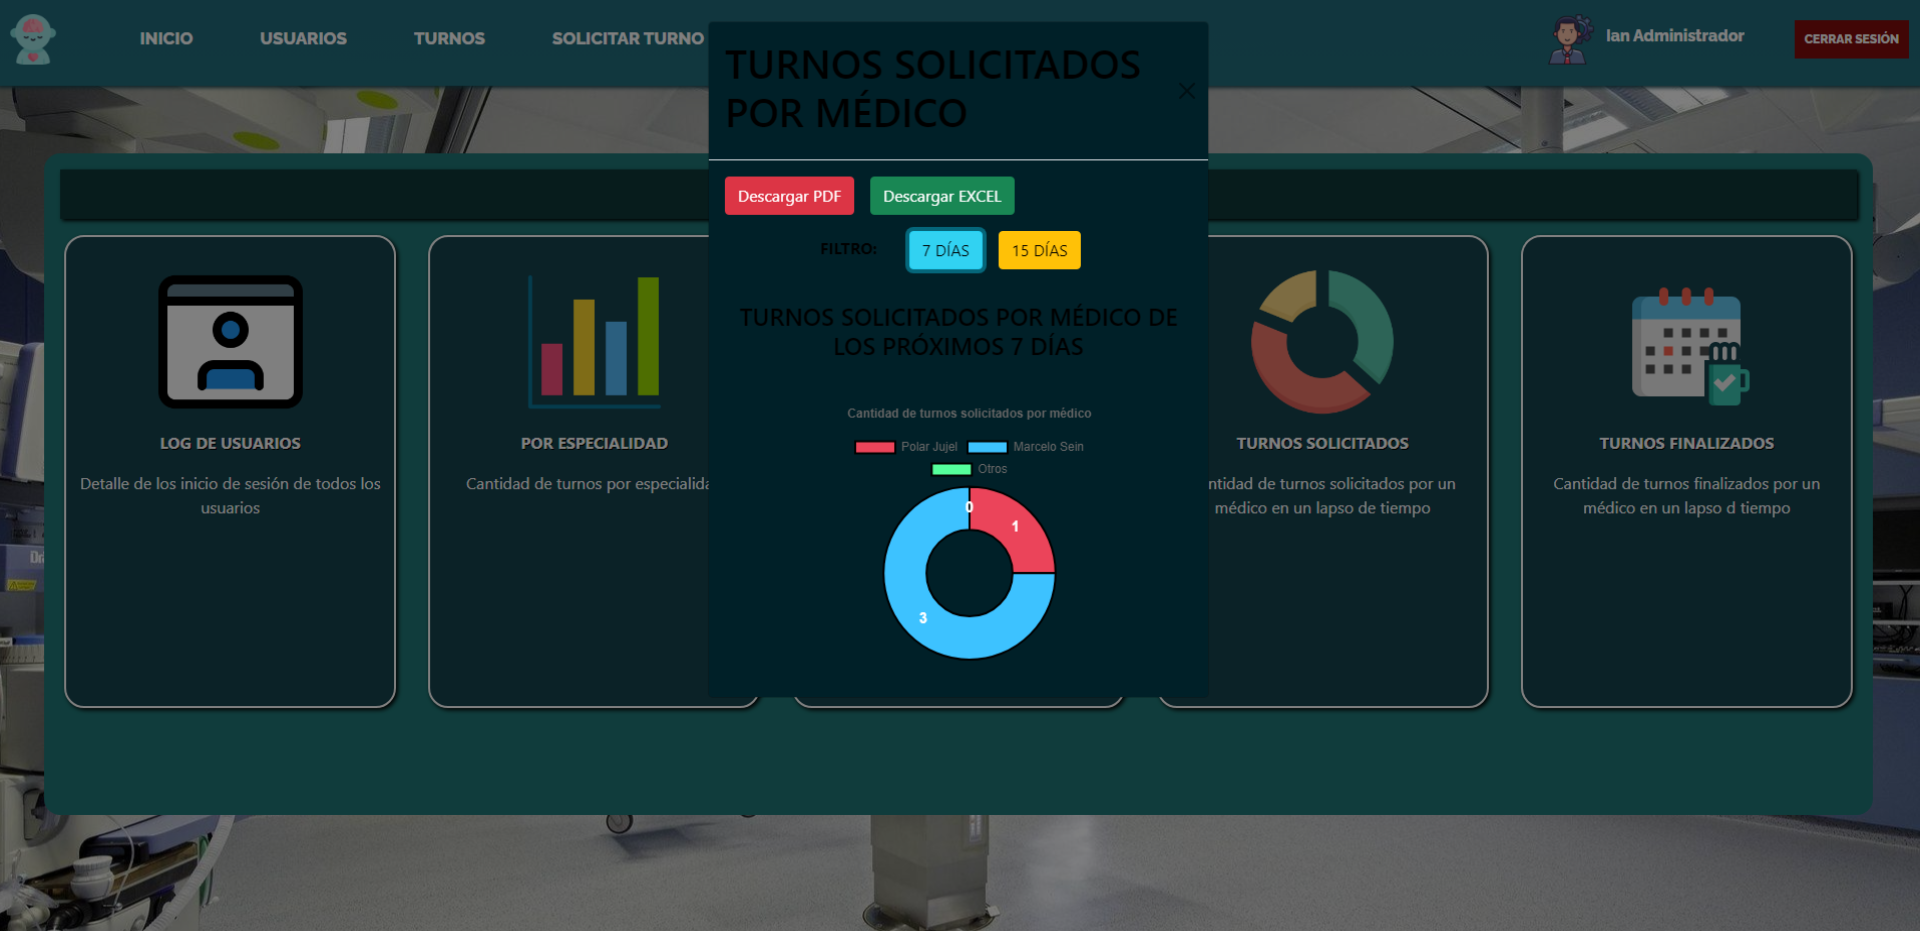 INICIO
USUARIOS
TURNOS
SOLICITAR TURNO
Ian Administrador
CERRAR SESIÓN
TURNOS SOLICITADOS
POR MÉDICO
Descargar PDF
Descargar EXCEL
FILTRO:
7 DÍAS
15 DÍAS
TURNOS SOLICITADOS POR MÉDICO DE
LOS PRÓXIMOS 7 DÍAS
Cantidad de turnos solicitados por médico
Polar Jujel
Marcelo Sein
Otros
0
1
3
LOG DE USUARIOS
Detalle de los inicio de sesión de todos los
usuarios
POR ESPECIALIDAD
Cantidad de turnos por especialida
TURNOS SOLICITADOS
ntidad de turnos solicitados por un
médico en un lapso de tiempo
TURNOS FINALIZADOS
Cantidad de turnos finalizados por un
médico en un lapso d tiempo